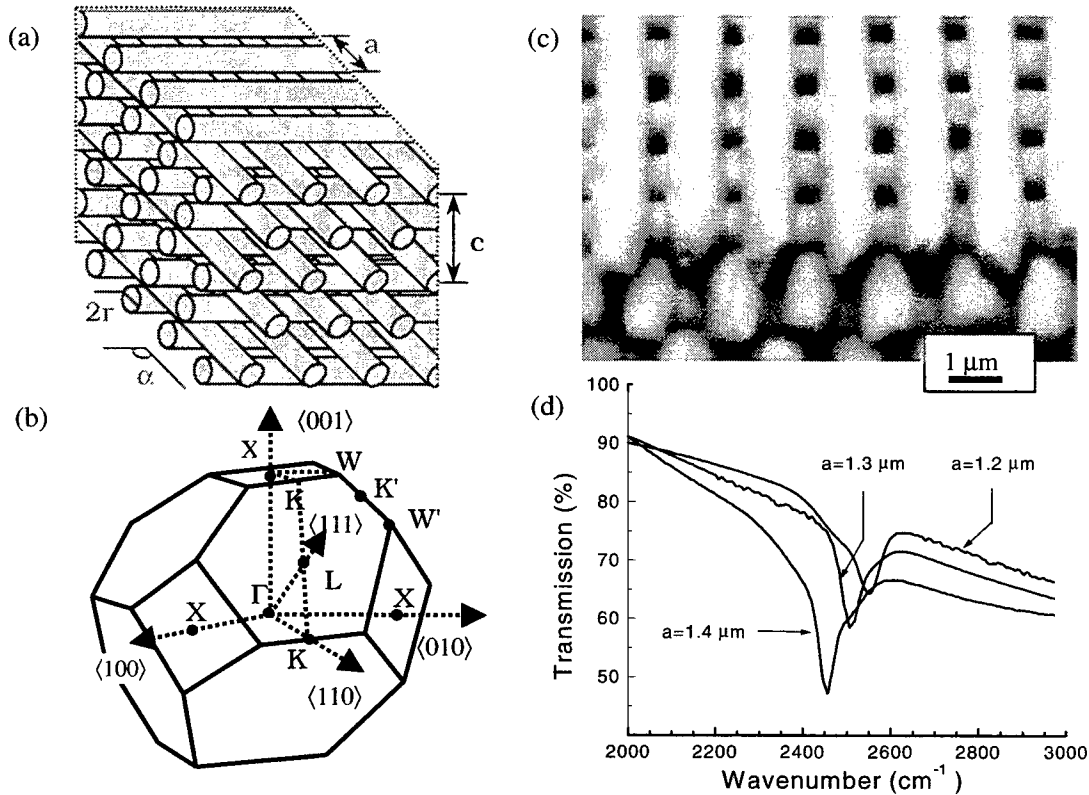 (a)
a
c
2r
α
(b)
⟨001⟩
X
W
K
K'
W'
⟨111⟩
L
Γ
X
X
⟨100⟩
⟨010⟩
K
⟨110⟩
(c)
1 μm
(d)
100
90
80
70
60
50
Transmission (%)
a=1.3 μm
a=1.2 μm
a=1.4 μm
2000 2200 2400 2600 2800 3000
Wavenumber (cm⁻¹)